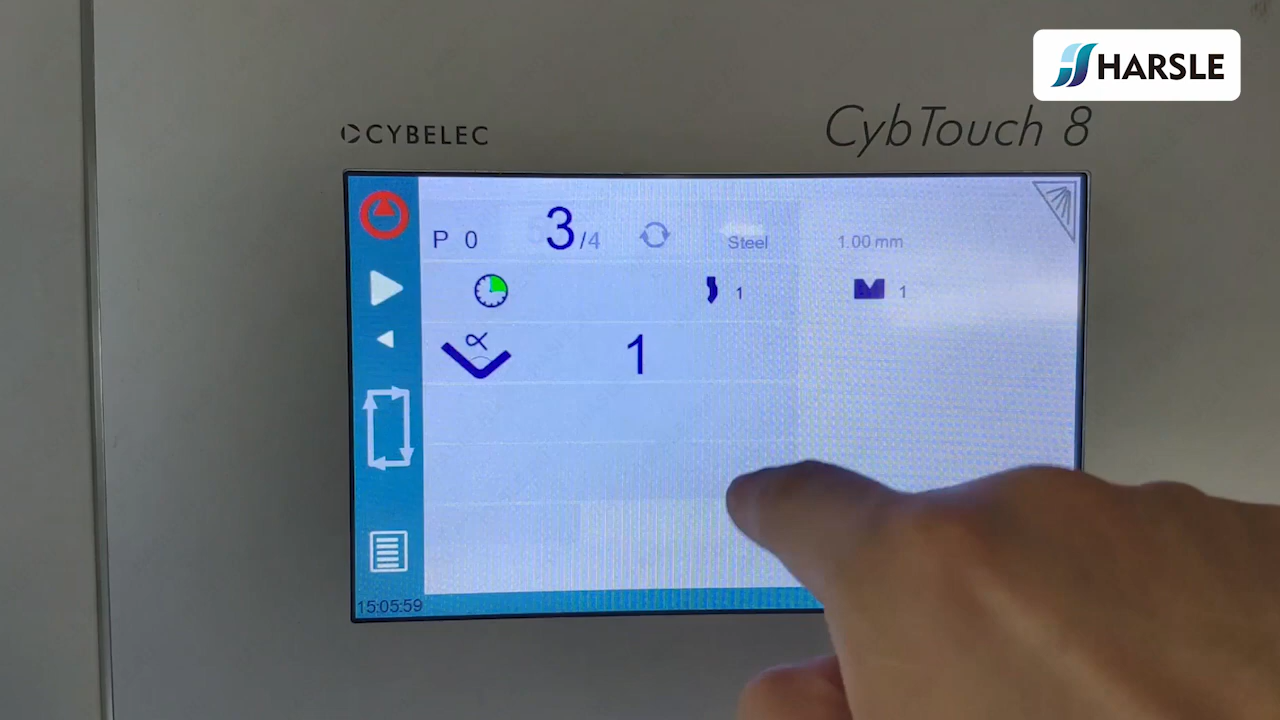 HARSLE
CYBELEC
CybTouch 8
P 0
3/4
Steel
1.00 mm
1
1
α
1
15:05:59